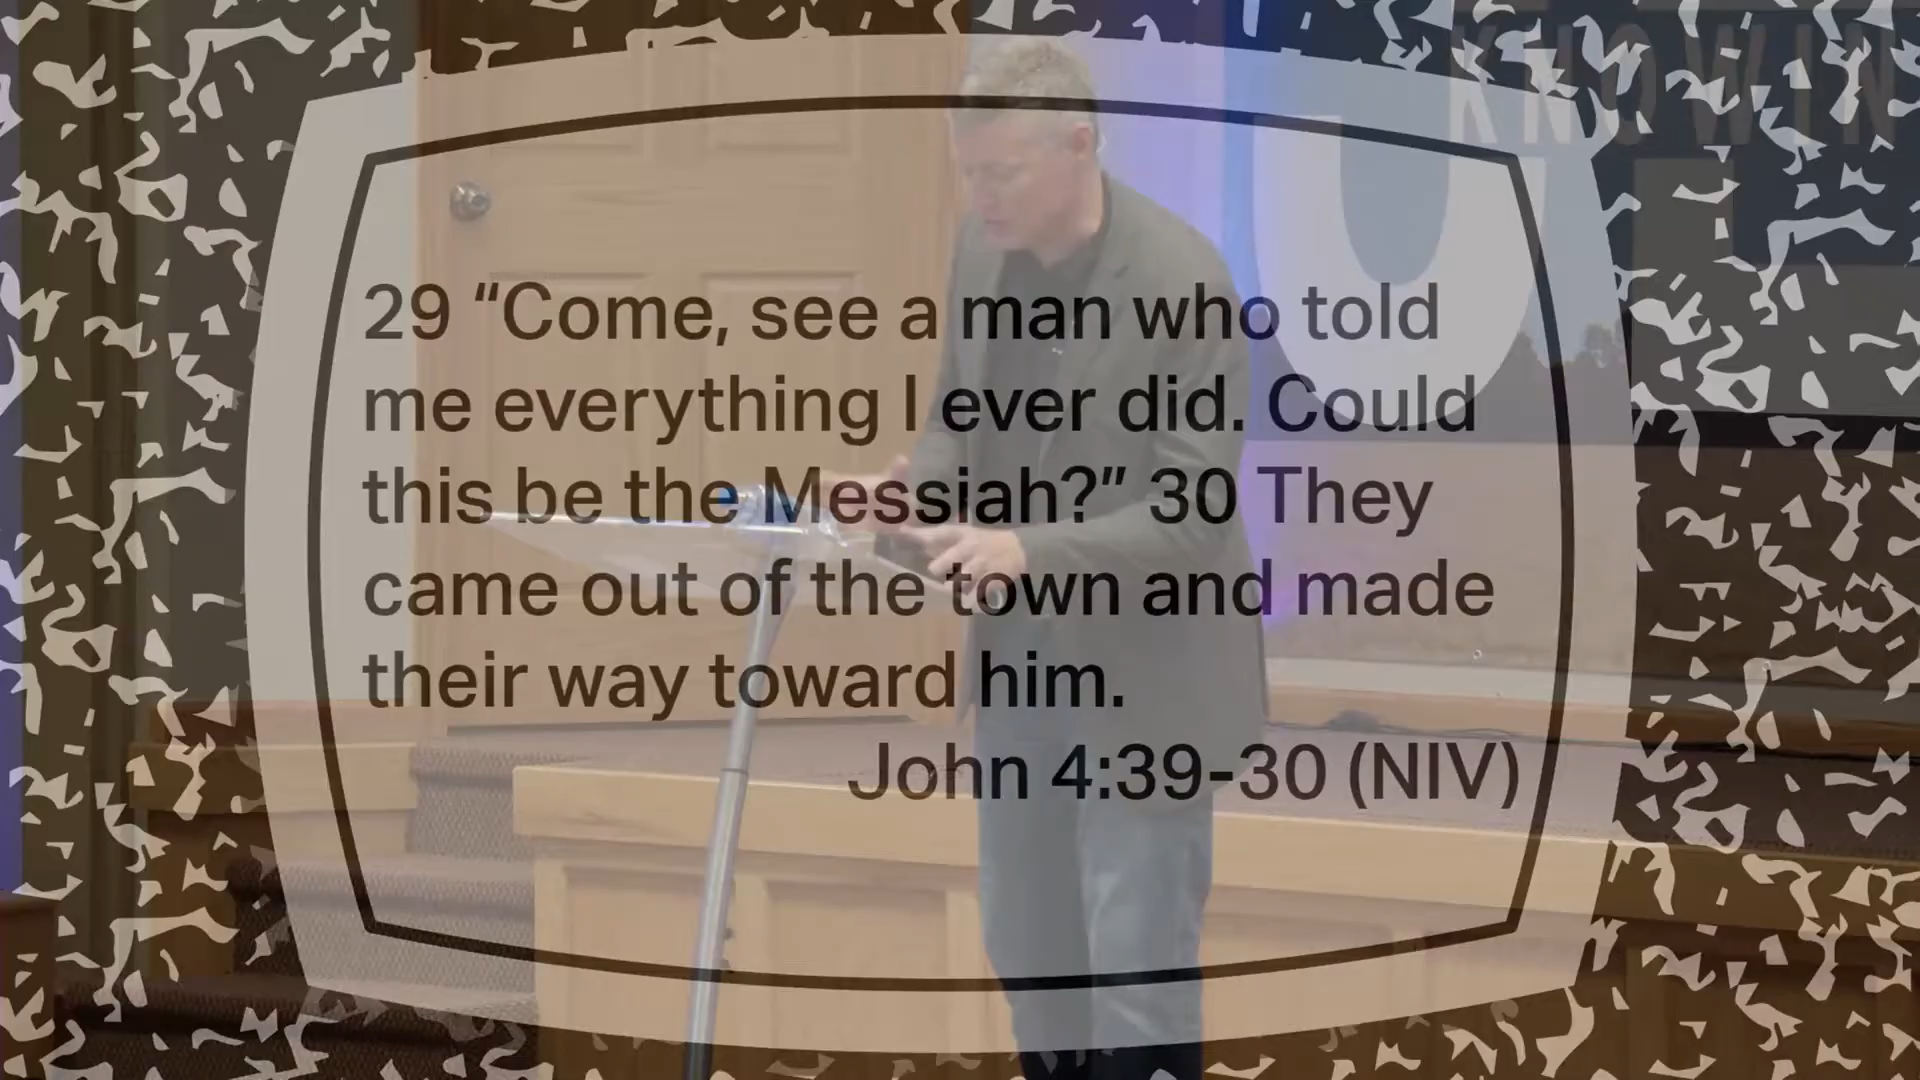 KNOWIN
29 “Come, see a man who told
me everything I ever did. Could
this be the Messiah?” 30 They
came out of the town and made
their way toward him.
John 4:39-30 (NIV)